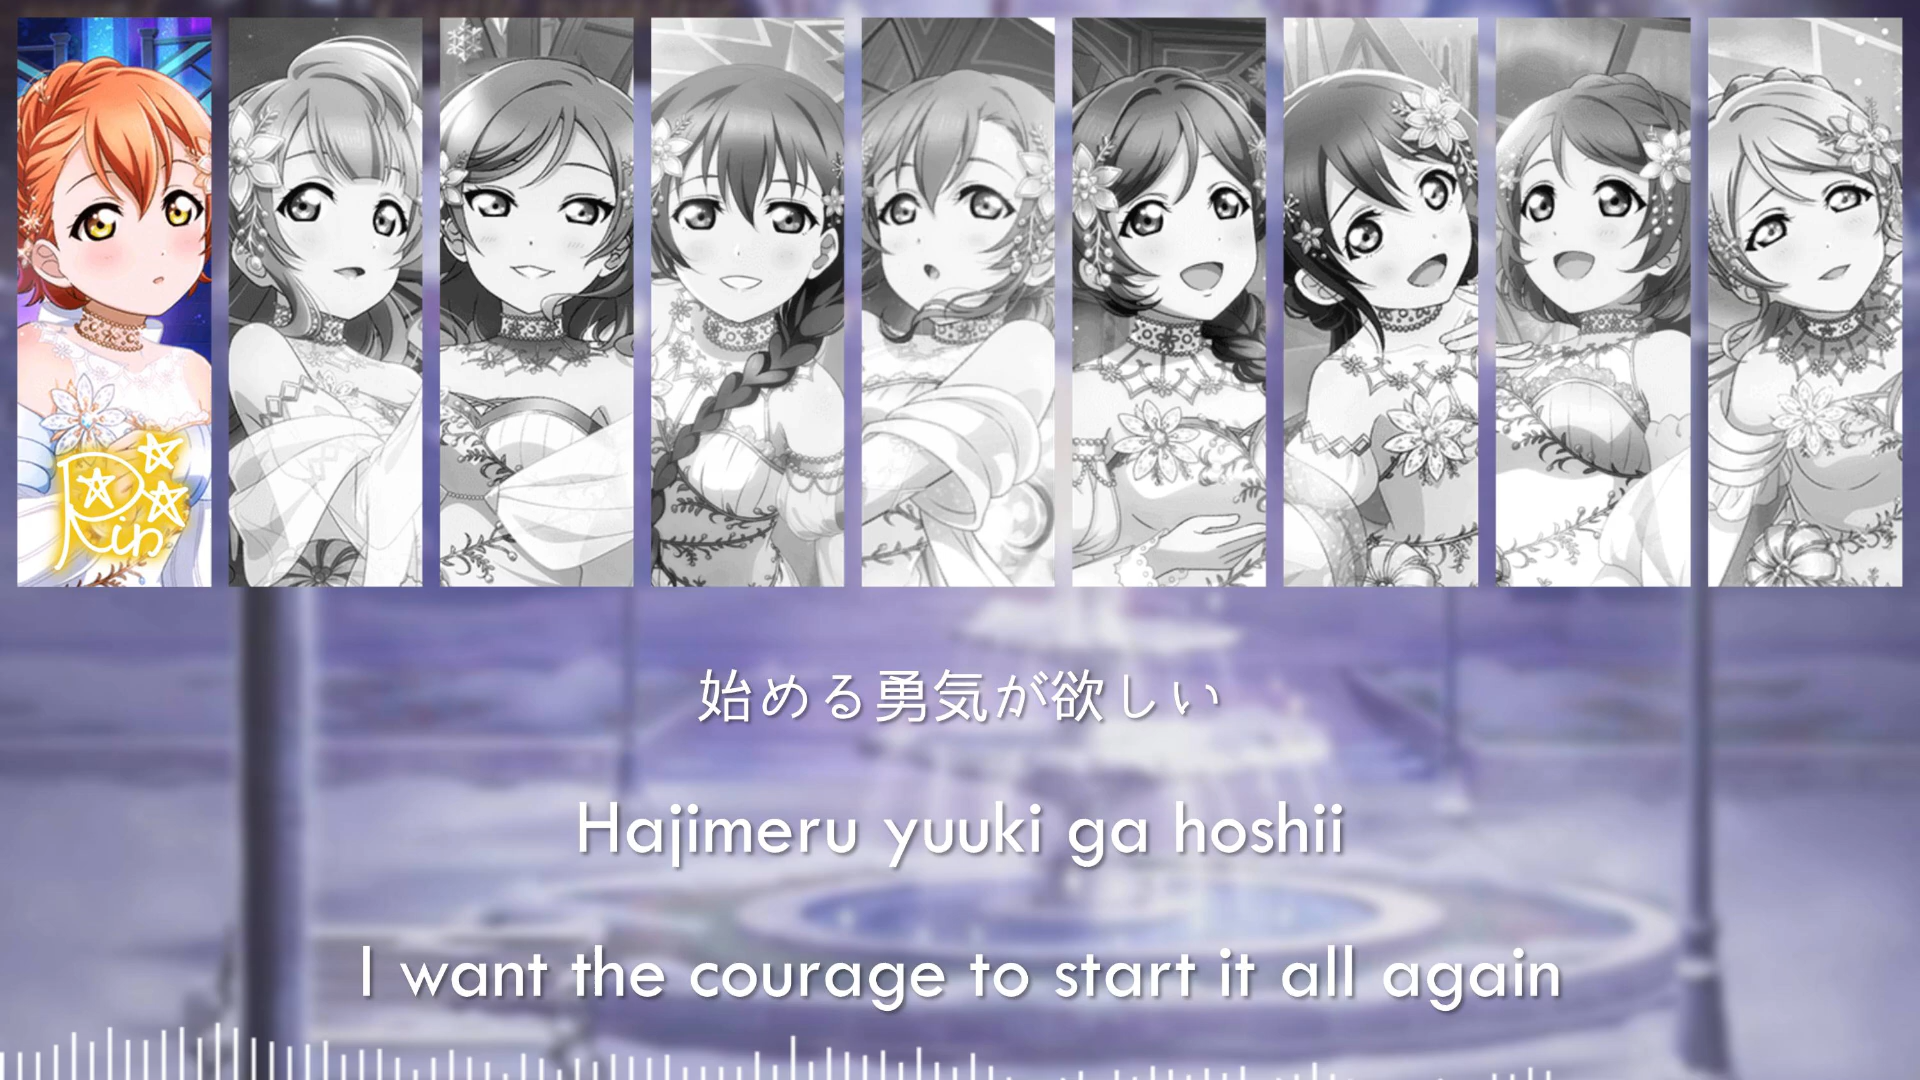 Rin
始める勇気が欲しい
Hajimeru yuuki ga hoshii
I want the courage to start it all again